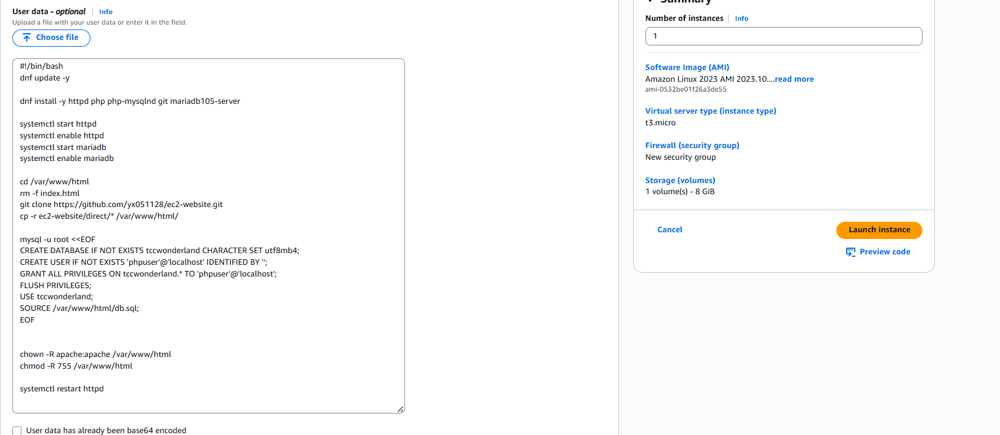 User data - optional Info
Upload a file with your user data or enter it in the field.
Choose file
#!/bin/bash
dnf update -y
dnf install -y httpd php php-mysqlnd git mariadb105-server
systemctl start httpd
systemctl enable httpd
systemctl start mariadb
systemctl enable mariadb
cd /var/www/html
rm -f index.html
git clone https://github.com/yx051128/ec2-website.git
cp -r ec2-website/direct/* /var/www/html/
mysql -u root <<EOF
CREATE DATABASE IF NOT EXISTS tccwonderland CHARACTER SET utf8mb4;
CREATE USER IF NOT EXISTS 'phpuser'@'localhost' IDENTIFIED BY '';
GRANT ALL PRIVILEGES ON tccwonderland.* TO 'phpuser'@'localhost';
FLUSH PRIVILEGES;
USE tccwonderland;
SOURCE /var/www/html/db.sql;
EOF
chown -R apache:apache /var/www/html
chmod -R 755 /var/www/html
systemctl restart httpd
User data has already been base64 encoded
Summary
Number of instances Info
1
Software Image (AMI)
Amazon Linux 2023 AMI 2023.10....read more
ami-0532be01f26a3de55
Virtual server type (instance type)
t3.micro
Firewall (security group)
New security group
Storage (volumes)
1 volume(s) - 8 GiB
Cancel
Launch instance
Preview code